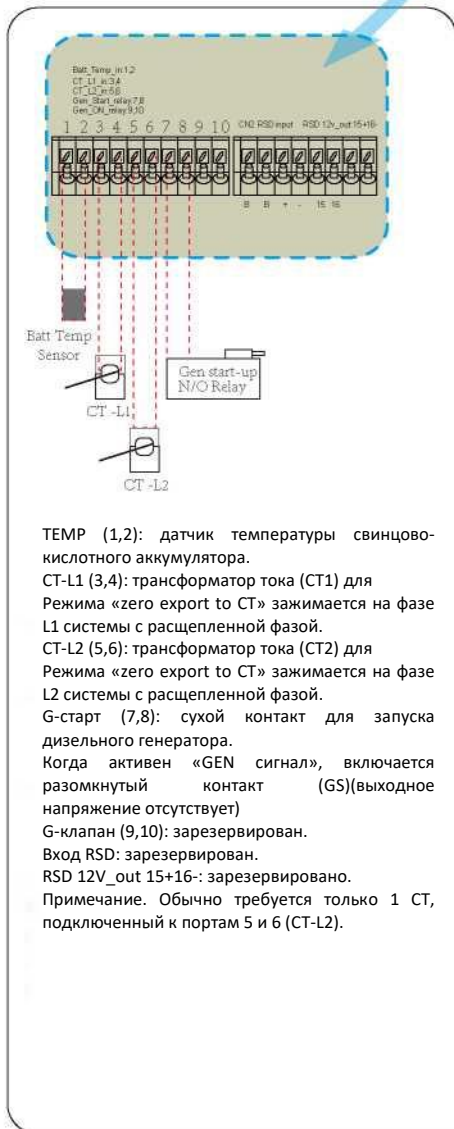 Batt_Temp_in:1,2
CT_L1_in:3,4
CT_L2_in:5,6
Gen_Start_relay:7,8
Gen_ON_relay:9,10
1 2 3 4 5 6 7 8 9 10 CN2 RSD input RSD 12v_out 15+16-
B B + - 15 16
Batt Temp
Sensor
CT -L1
Gen start-up
N/O Relay
CT -L2
TEMP (1,2): датчик температуры свинцово-
кислотного аккумулятора.
CT-L1 (3,4): трансформатор тока (CT1) для
Режима «zero export to CT» зажимается на фазе
L1 системы с расщепленной фазой.
CT-L2 (5,6): трансформатор тока (CT2) для
Режима «zero export to CT» зажимается на фазе
L2 системы с расщепленной фазой.
G-старт (7,8): сухой контакт для запуска
дизельного генератора.
Когда активен «GEN сигнал», включается
разомкнутый контакт (GS)(выходное
напряжение отсутствует)
G-клапан (9,10): зарезервирован.
Вход RSD: зарезервирован.
RSD 12V_out 15+16-: зарезервировано.
Примечание. Обычно требуется только 1 СТ,
подключенный к портам 5 и 6 (CT-L2).